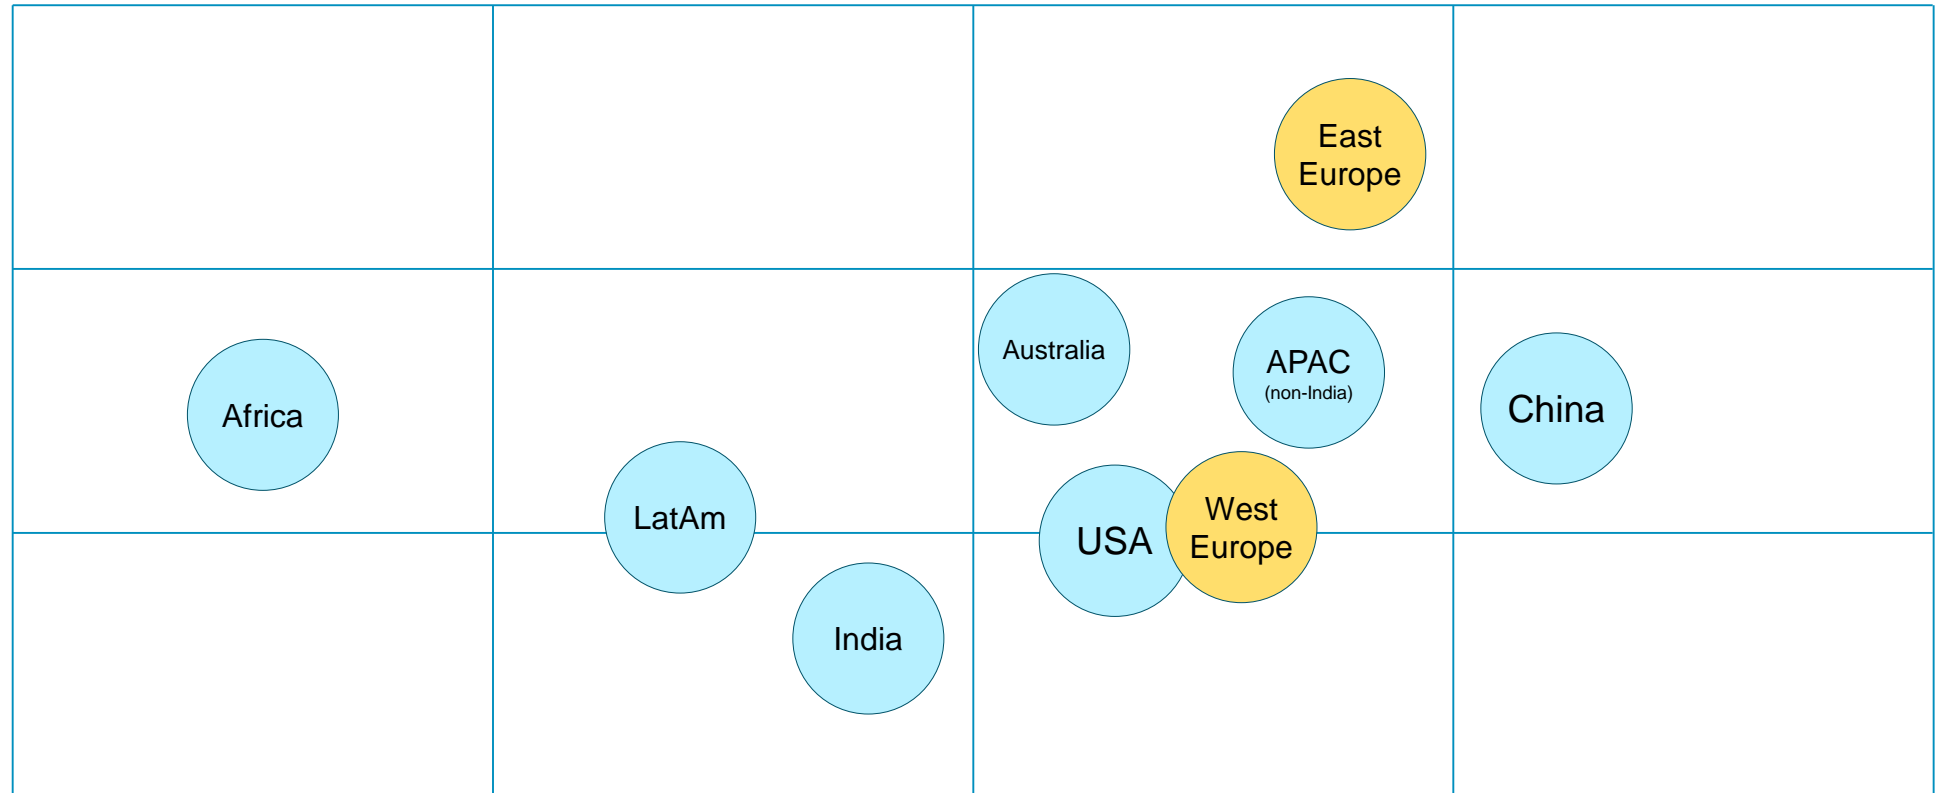 East
Europe
Australia
APAC
(non-India)
Africa
China
LatAm
USA
West
Europe
India